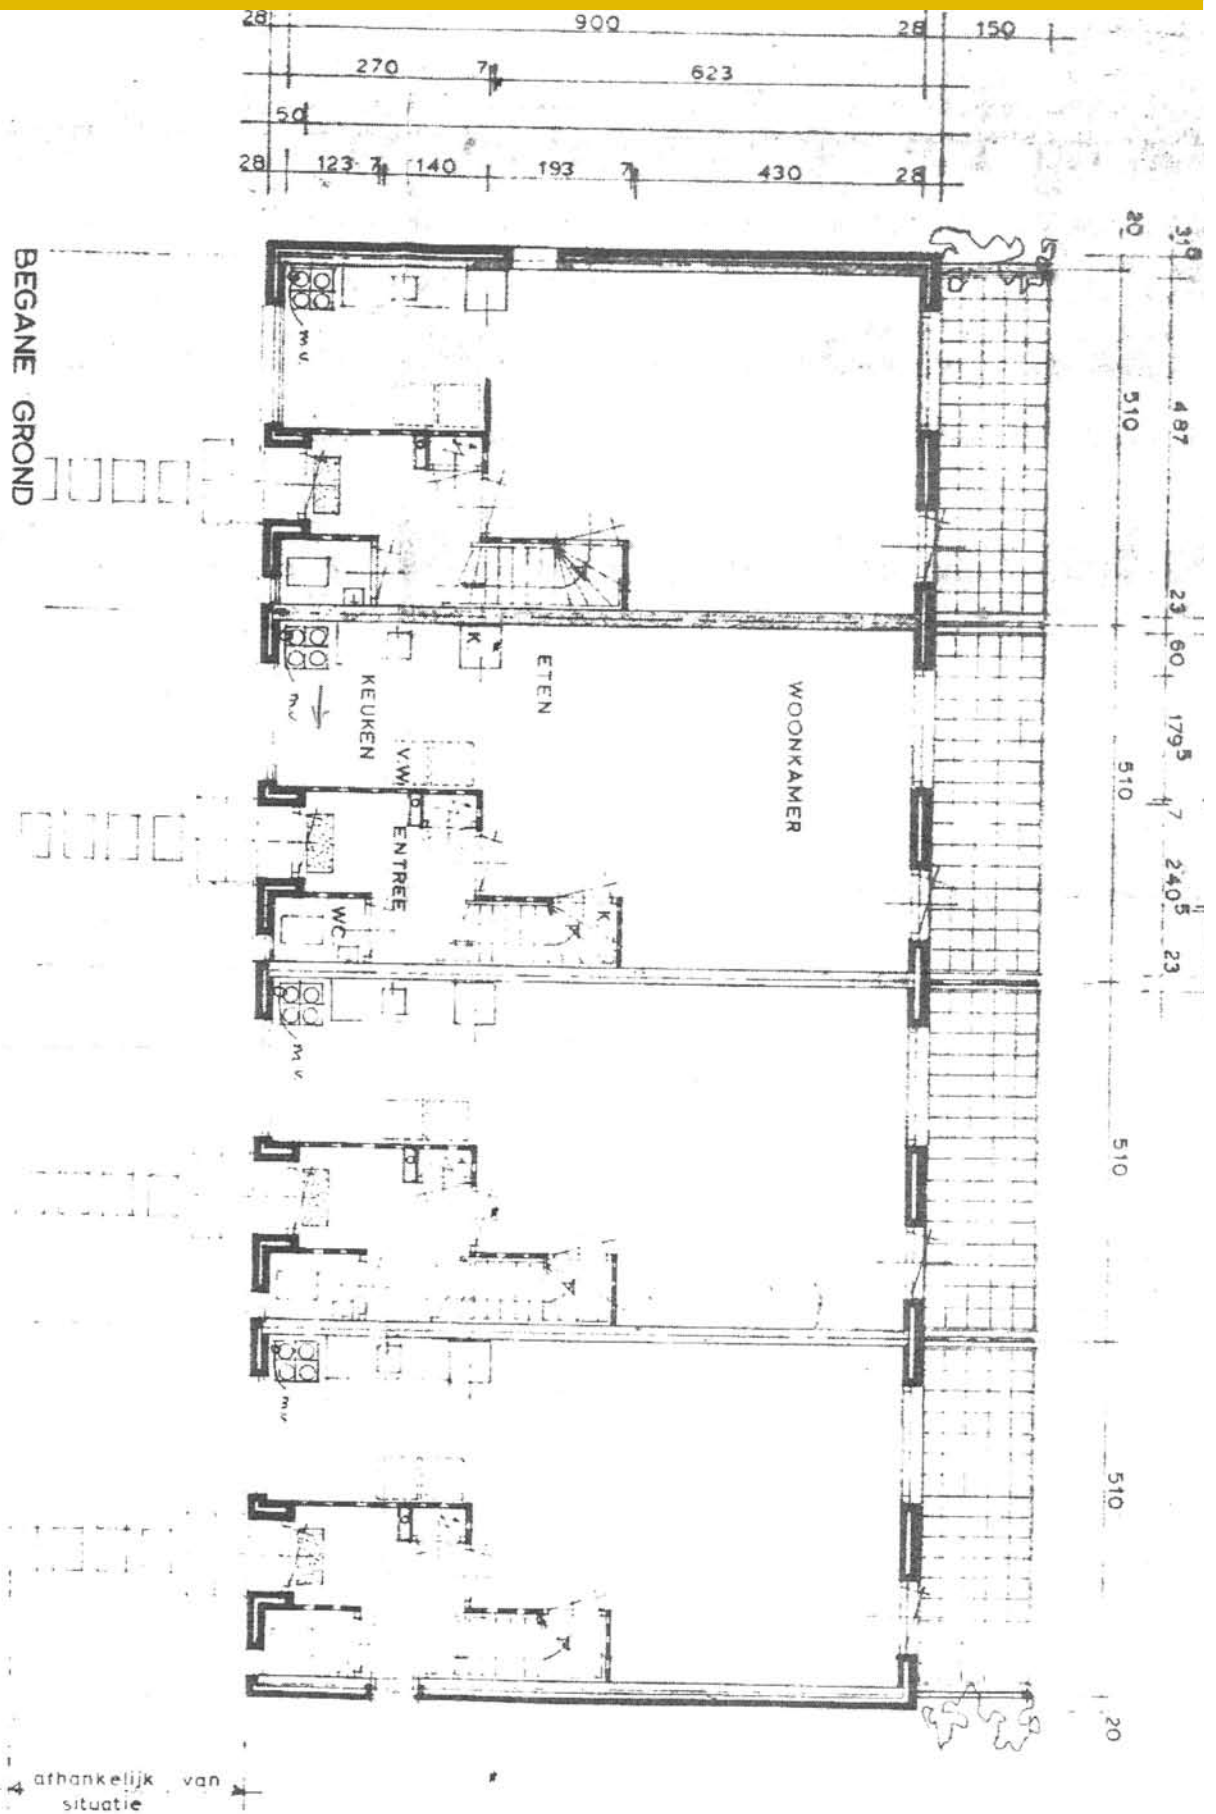 28 900 28 150
270 7 623
50
28 123 7 140 193 7 430 28
20 31⁸
510 487
23
60
510 179⁵
7
240⁵
23
510
510
20
BEGANE GROND
m.v.
K
ETEN
WOONKAMER
KEUKEN
m.v
V.W.
ENTREE
WC
K
m.v.
m.v.
afhankelijk van
situatie